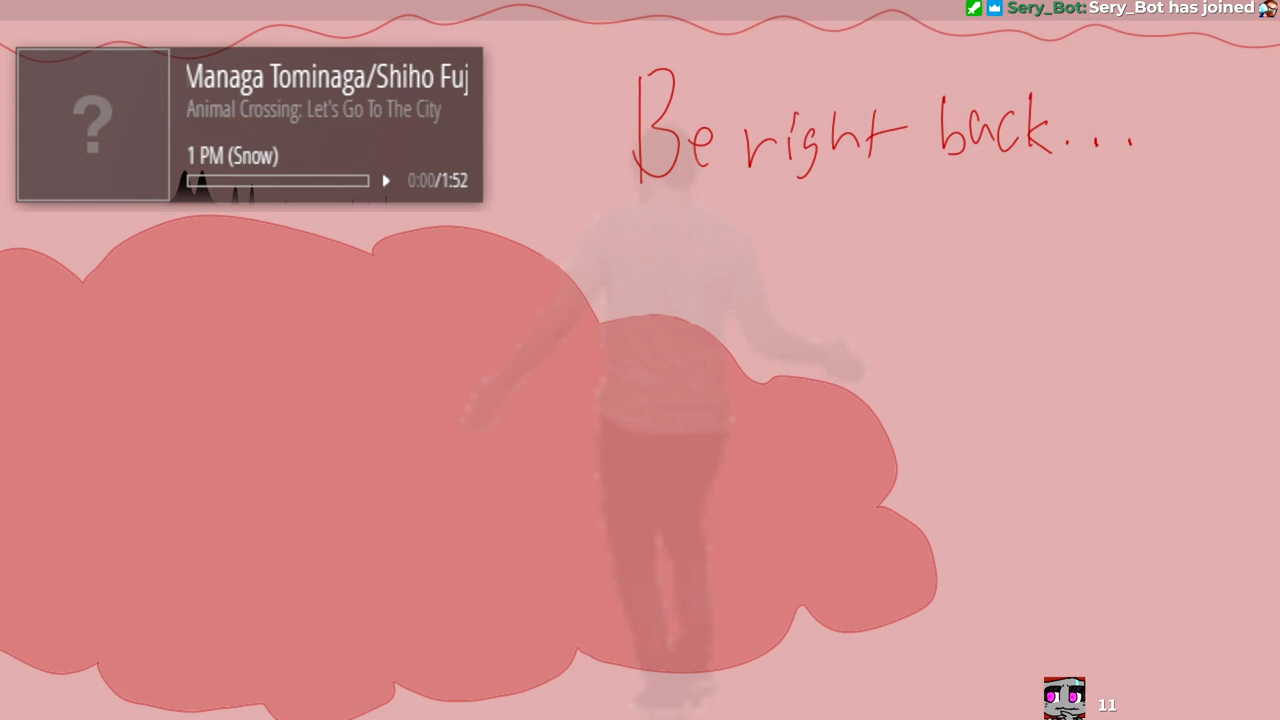 Sery_Bot: Sery_Bot has joined
Managa Tominaga/Shiho Fuj
Animal Crossing: Let's Go To The City
?
1 PM (Snow)
0:00/1:52
Be right back...
11